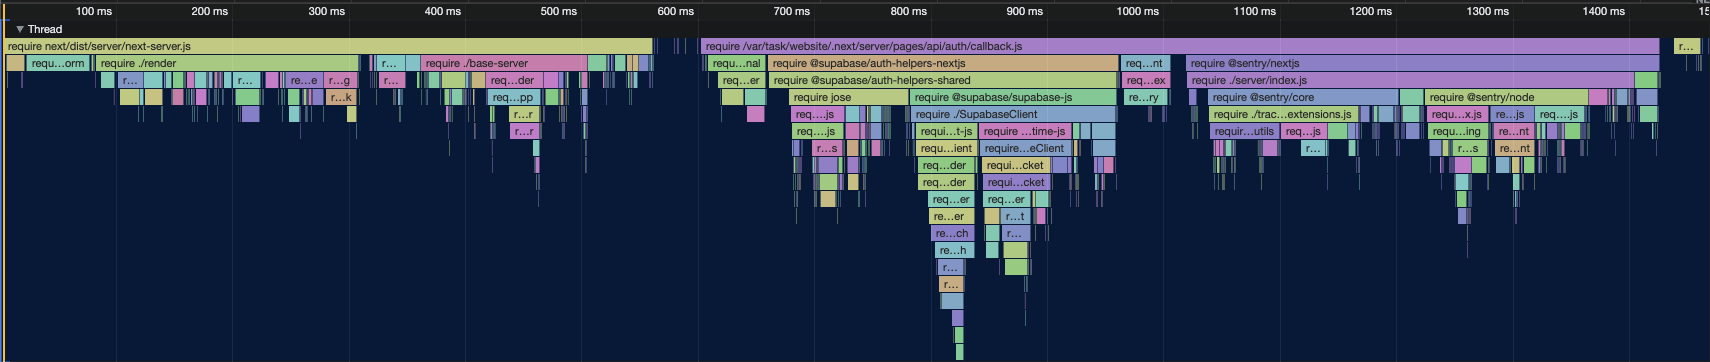 100 ms 200 ms 300 ms 400 ms 500 ms 600 ms 700 ms 800 ms 900 ms 1000 ms 1100 ms 1200 ms 1300 ms 1400 ms 15
▼ Thread
require next/dist/server/next-server.js require /var/task/website/.next/server/pages/api/auth/callback.js r…
requ…orm require ./render r… require ./base-server requ…nal require @supabase/auth-helpers-nextjs req…nt require @sentry/nextjs
r… r… re…e r…g r… req…der req…er require @supabase/auth-helpers-shared req…ex require ./server/index.js
r…k req…pp require jose require @supabase/supabase-js re…ry require @sentry/core require @sentry/node
r…r req….js require ./SupabaseClient require ./trac…extensions.js requ…x.js re…js req….js
r…r req….js requi…t-js require …time-js requir…utils req….js requ…ing re…nt
r…s requ…ient require…eClient r… r…s re…nt
req…der requi…cket
req…der requi…cket
req…er req…er
re…er r…t
re…ch r…
re…h
r…
r…